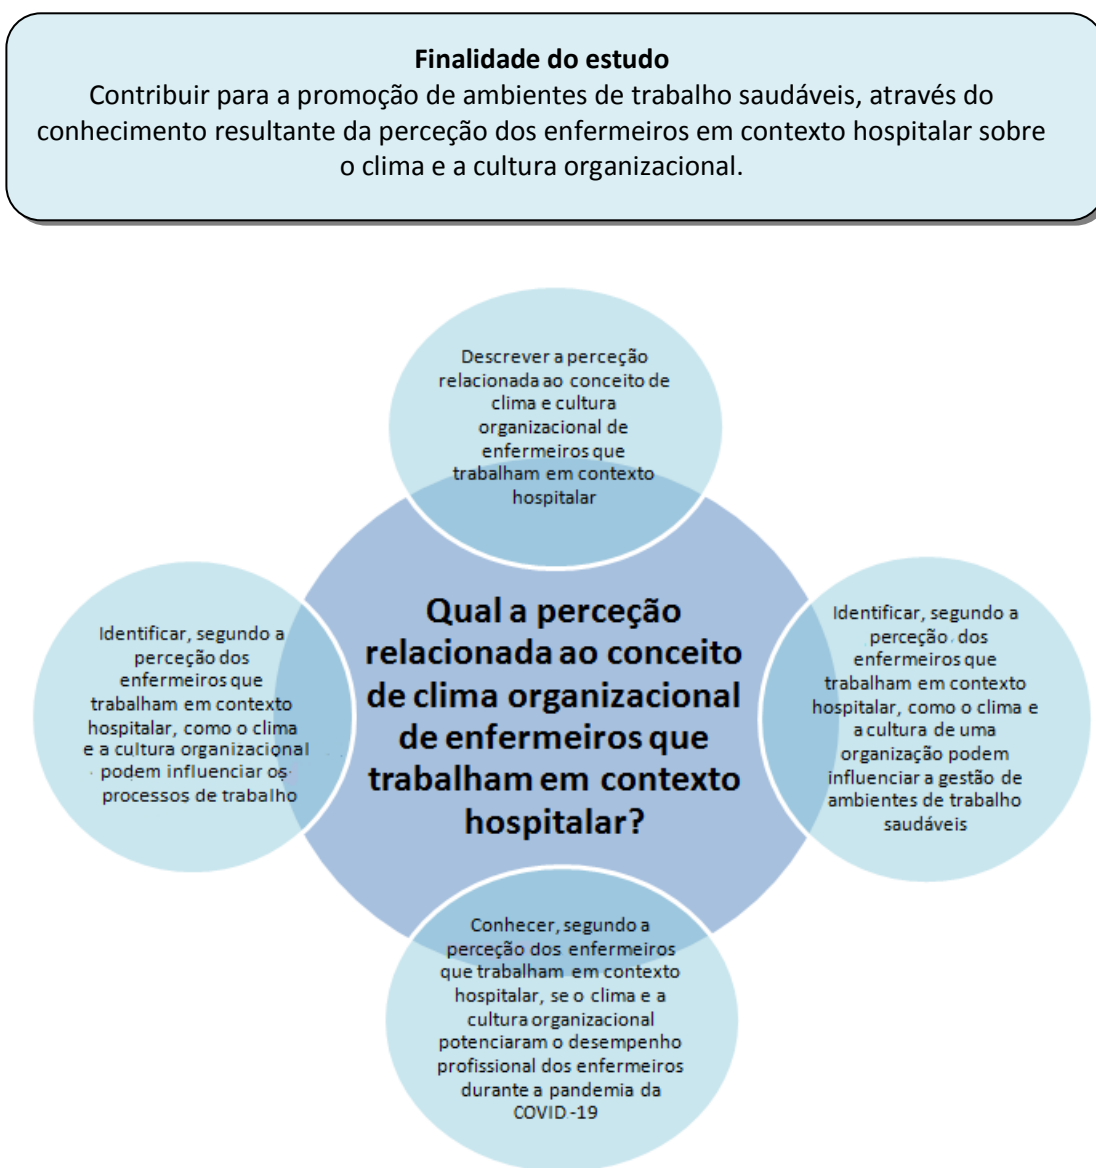 Finalidade do estudo
Contribuir para a promoção de ambientes de trabalho saudáveis, através do
conhecimento resultante da perceção dos enfermeiros em contexto hospitalar sobre
o clima e a cultura organizacional.
Descrever a perceção
relacionada ao conceito de
clima e cultura
organizacional de
enfermeiros que
trabalham em contexto
hospitalar
Qual a perceção
relacionada ao conceito
de clima organizacional
de enfermeiros que
trabalham em contexto
hospitalar?
Identificar, segundo a
perceção dos
enfermeiros que
trabalham em contexto
hospitalar, como o clima e
a cultura de uma
organização podem
influenciar a gestão de
ambientes de trabalho
saudáveis
Conhecer, segundo a
perceção dos enfermeiros
que trabalham em contexto
hospitalar, se o clima e a
cultura organizacional
potenciaram o desempenho
profissional dos enfermeiros
durante a pandemia da
COVID-19
Identificar, segundo a
perceção dos
enfermeiros que
trabalham em contexto
hospitalar, como o clima
e a cultura organizacional
podem influenciar os
processos de trabalho